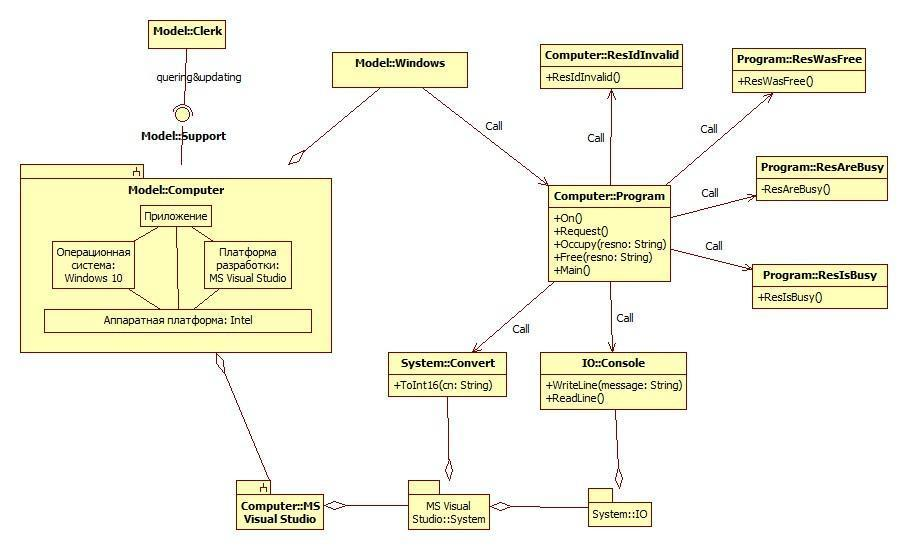 Model::Clerk
quering&updating
Model::Support
Model::Windows
Computer::ResIdInvalid
+ResIdInvalid()
Program::ResWasFree
+ResWasFree()
Call
Call
Call
Model::Computer
Приложение
Операционная
система:
Windows 10
Платформа
разработки:
MS Visual Studio
Аппаратная платформа: Intel
Computer::Program
+On()
+Request()
+Occupy(resno: String)
+Free(resno: String)
+Main()
Call
Program::ResAreBusy
-ResAreBusy()
Call
Program::ResIsBusy
+ResIsBusy()
Call
Call
System::Convert
+ToInt16(cn: String)
IO::Console
+WriteLine(message: String)
+ReadLine()
Computer::MS
Visual Studio
MS Visual
Studio::System
System::IO